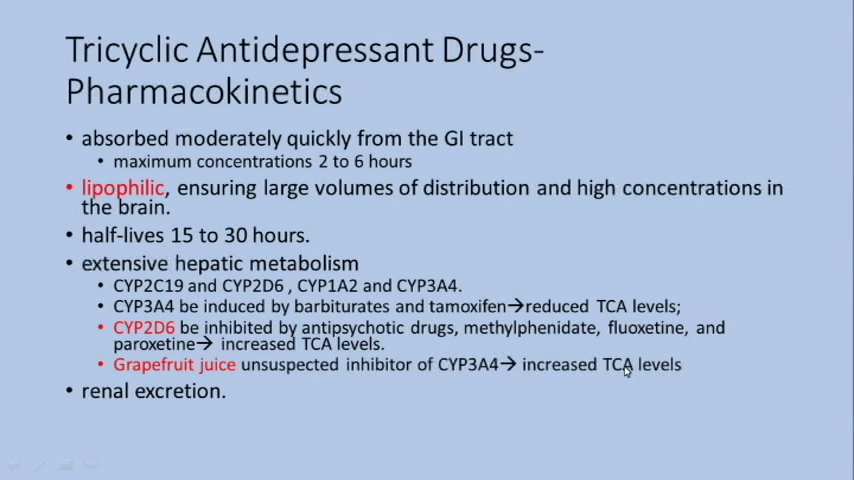 Tricyclic Antidepressant Drugs-
Pharmacokinetics
• absorbed moderately quickly from the GI tract
• maximum concentrations 2 to 6 hours
• lipophilic, ensuring large volumes of distribution and high concentrations in
the brain.
• half-lives 15 to 30 hours.
• extensive hepatic metabolism
• CYP2C19 and CYP2D6 , CYP1A2 and CYP3A4.
• CYP3A4 be induced by barbiturates and tamoxifen→reduced TCA levels;
• CYP2D6 be inhibited by antipsychotic drugs, methylphenidate, fluoxetine, and
paroxetine→ increased TCA levels.
• Grapefruit juice unsuspected inhibitor of CYP3A4→ increased TCA levels
• renal excretion.